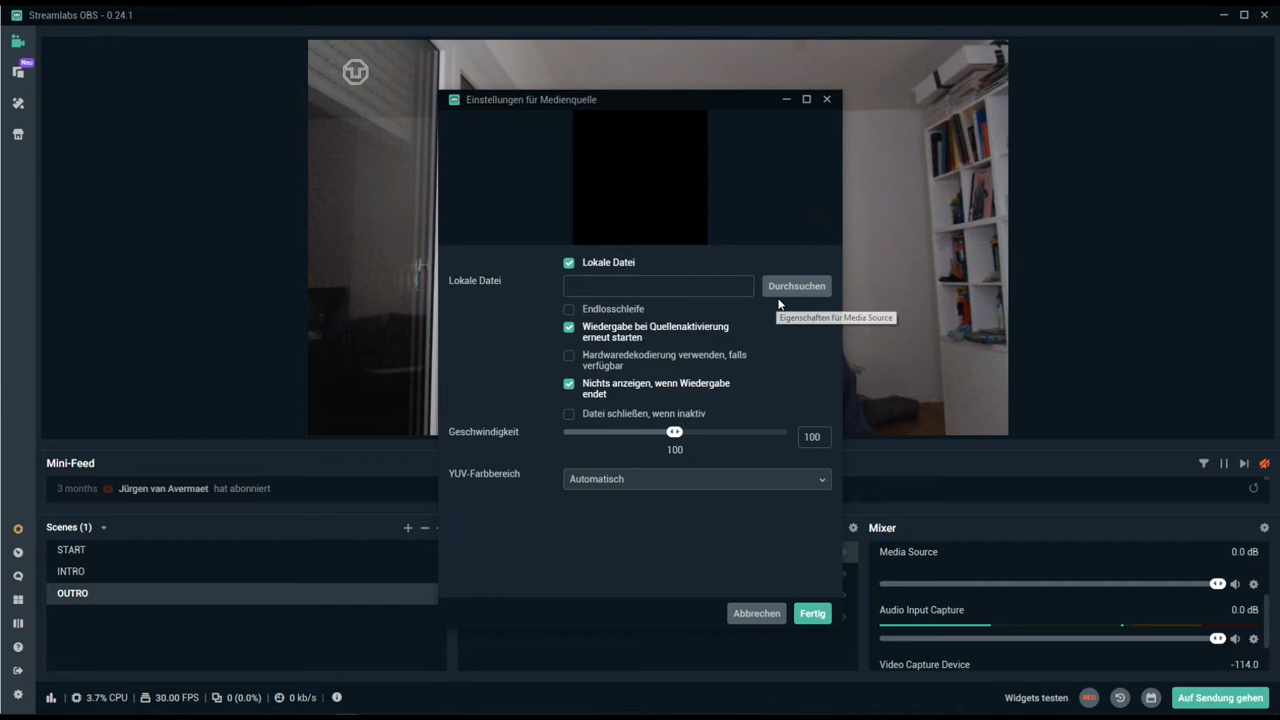 Streamlabs OBS - 0.24.1
Neu
Einstellungen für Medienquelle
Lokale Datei
Lokale Datei
Durchsuchen
Eigenschaften für Media Source
Endlosschleife
Wiedergabe bei Quellenaktivierung
erneut starten
Hardwaredekodierung verwenden, falls
verfügbar
Nichts anzeigen, wenn Wiedergabe
endet
Datei schließen, wenn inaktiv
Geschwindigkeit
100
100
YUV-Farbbereich
Automatisch
Abbrechen
Fertig
Mini-Feed
3 months Jürgen van Avermaet hat abonniert
Scenes (1)
START
INTRO
OUTRO
Mixer
Media Source 0.0 dB
Audio Input Capture 0.0 dB
Video Capture Device -114.0
3.7% CPU 30.00 FPS 0 (0.0%) 0 kb/s
Widgets testen
REC
Auf Sendung gehen